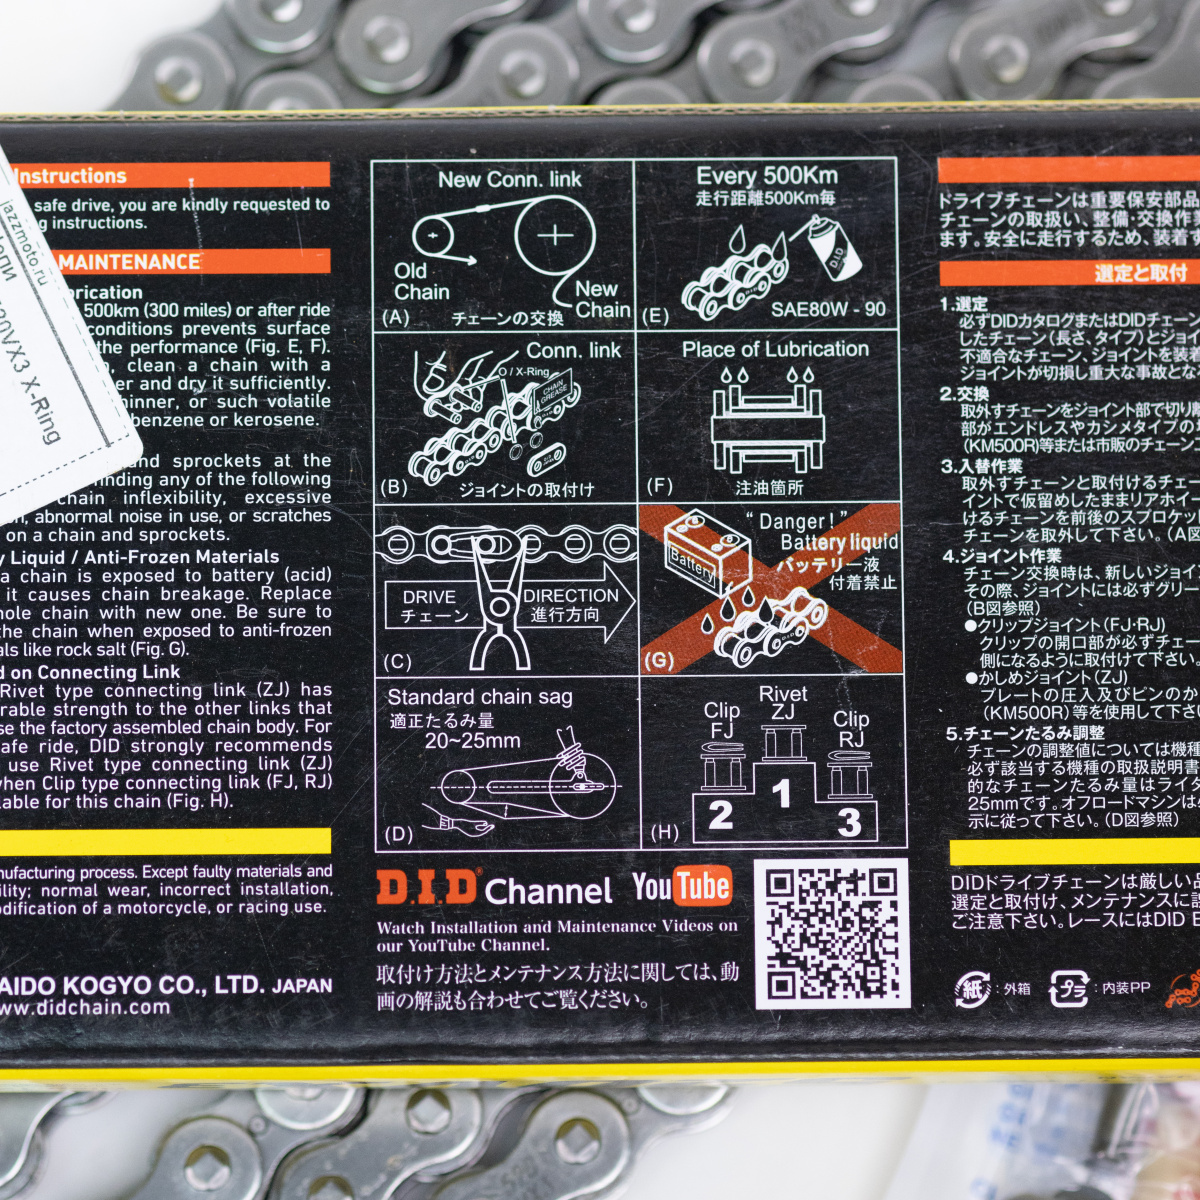 Instructions
safe drive, you are kindly requested to
instructions.
MAINTENANCE
500km (300 miles) or after ride
conditions prevents surface
the performance (Fig. E, F).
clean a chain with a
and dry it sufficiently.
or such volatile
benzene or kerosene.
and sprockets at the
any of the following
chain inflexibility, excessive
abnormal noise in use, or scratches
on a chain and sprockets.
Liquid / Anti-Frozen Materials
a chain is exposed to battery (acid)
it causes chain breakage. Replace
chain with new one. Be sure to
the chain when exposed to anti-frozen
like rock salt (Fig. G).
on Connecting Link
Rivet type connecting link (ZJ) has
strength to the other links that
the factory assembled chain body. For
ride, DID strongly recommends
use Rivet type connecting link (ZJ)
when Clip type connecting link (FJ, RJ)
for this chain (Fig. H).
process. Except faulty materials and
normal wear, incorrect installation,
of a motorcycle, or racing use.
KOGYO CO., LTD. JAPAN
www.didchain.com
jazzmoto.ru
X-Ring
New Conn. link
Old
Chain
New
Chain
(A)
チェーンの交換
Every 500Km
走行距離500Km毎
D.I.D
(E)
SAE80W - 90
Conn. link
O / X-Ring
CHAIN
GREASE
(B)
ジョイントの取付け
Place of Lubrication
(F)
注油箇所
DRIVE
チェーン
DIRECTION
進行方向
(C)
"Danger!"
Battery liquid
バッテリー液
付着禁止
Battery
(G)
Standard chain sag
適正たるみ量
20~25mm
(D)
Rivet
ZJ
Clip
FJ
Clip
RJ
1
2
3
(H)
D.I.D® Channel YouTube
Watch Installation and Maintenance Videos on
our YouTube Channel.
取付け方法とメンテナンス方法に関しては、動
画の解説も合わせてご覧ください。
ドライブチェーンは重要保安部品
チェーンの取扱い、整備・交換作
ます。安全に走行するため、装着
選定と取付
1.選定
必ずDIDカタログまたはDIDチェーン
したチェーン(長さ、タイプ)とジョイ
不適合なチェーン、ジョイントを装着
ジョイントが切損し重大な事故とな
2.交換
取外すチェーンをジョイント部で切り
部がエンドレスやカシメタイプの
(KM500R)等または市販のチェーン
3.入替作業
取外すチェーンと取付けるチェー
イントで仮留めしたままリアホイー
けるチェーンを前後のスプロケッ
チェーンを取外して下さい。(A図
4.ジョイント作業
チェーン交換時は、新しいジョイ
その際、ジョイントには必ずグリー
(B図参照)
●クリップジョイント(FJ・RJ)
クリップの開口部が必ずチェー
側になるように取付けて下さい。
●かしめジョイント(ZJ)
プレートの圧入及びピンのか
(KM500R)等を使用して下さ
5.チェーンたるみ調整
チェーンの調整値については機種
必ず該当する機種の取扱説明書
的なチェーンたるみ量はライダ
25mmです。オフロードマシンは
示に従って下さい。(D図参照)
DIDドライブチェーンは厳しい
選定と取付け、メンテナンスに
ご注意下さい。レースにはDID
紙:外箱
プラ:内装PP